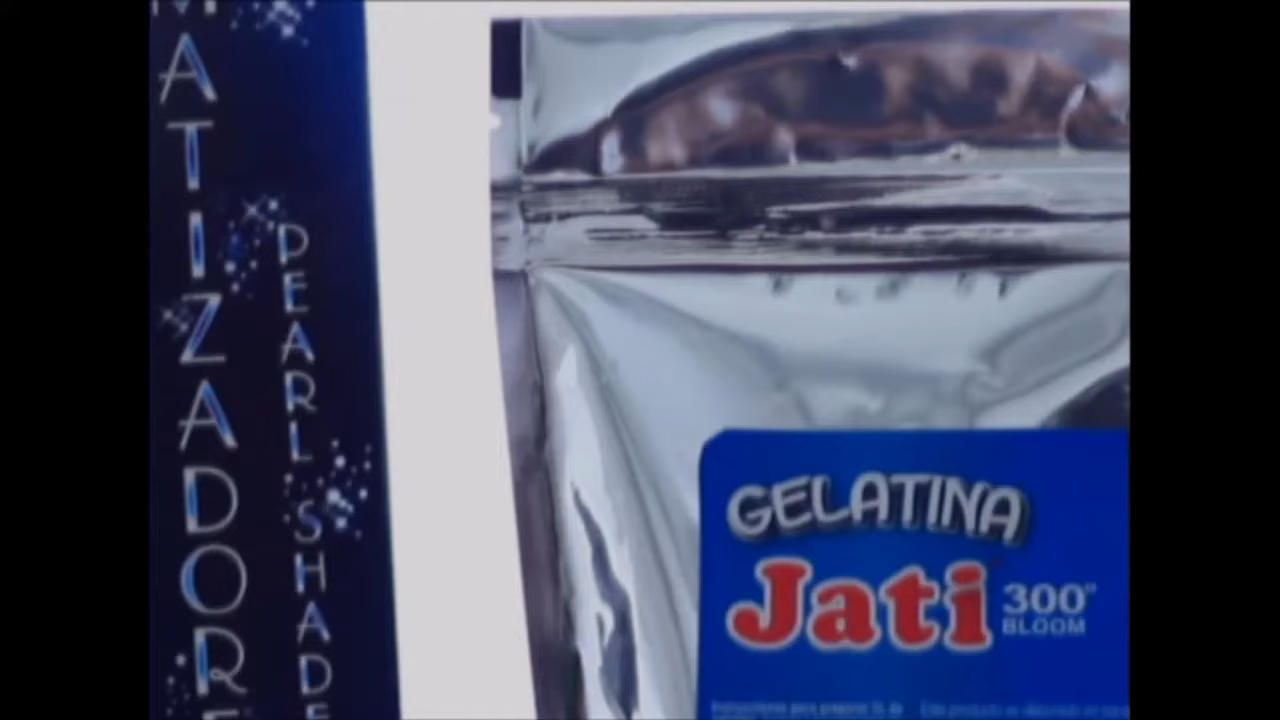 MATIZADORE
PEARL SHADE
GELATINA
Jati
300°
BLOOM